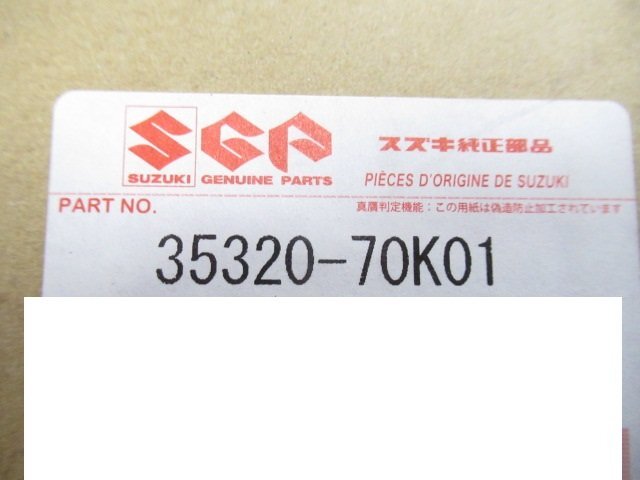 スズキ純正部品
SUZUKI GENUINE PARTS PIÈCES D'ORIGINE DE SUZUKI
PART NO. 真贋判定機能：この用紙は偽造防止加工されています
35320-70K01